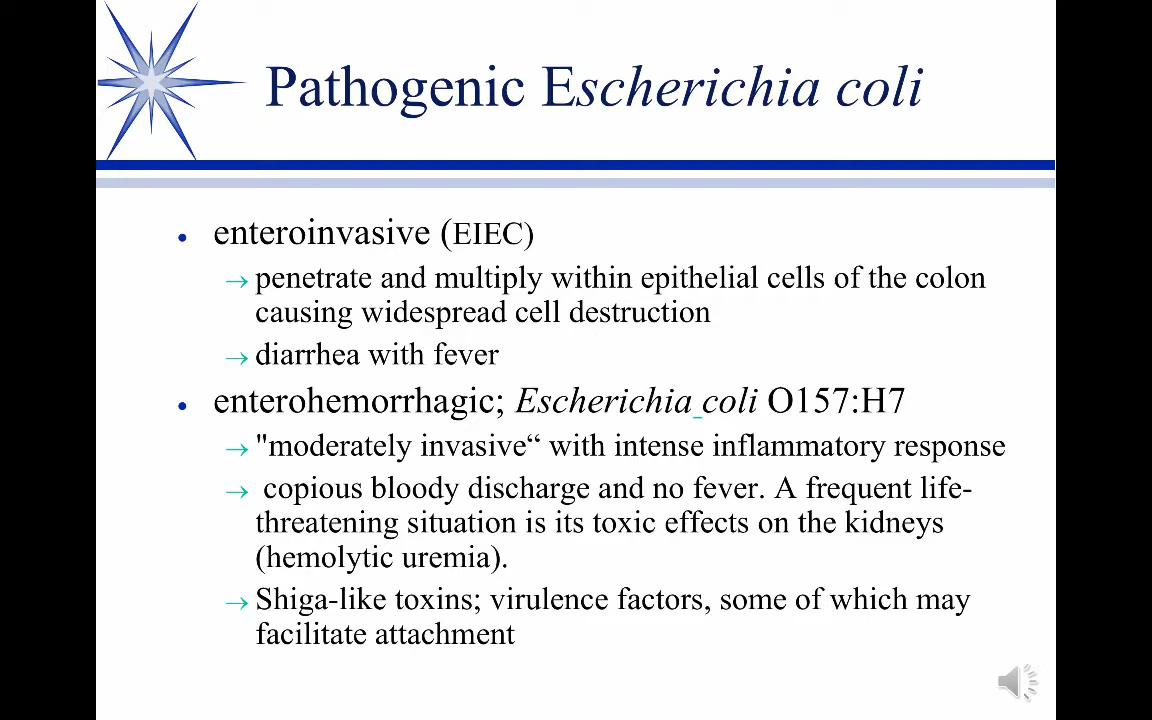 Pathogenic Escherichia coli
• enteroinvasive (EIEC)
→ penetrate and multiply within epithelial cells of the colon
causing widespread cell destruction
→ diarrhea with fever
• enterohemorrhagic; Escherichia coli O157:H7
→ "moderately invasive“ with intense inflammatory response
→ copious bloody discharge and no fever. A frequent life-
threatening situation is its toxic effects on the kidneys
(hemolytic uremia).
→ Shiga-like toxins; virulence factors, some of which may
facilitate attachment